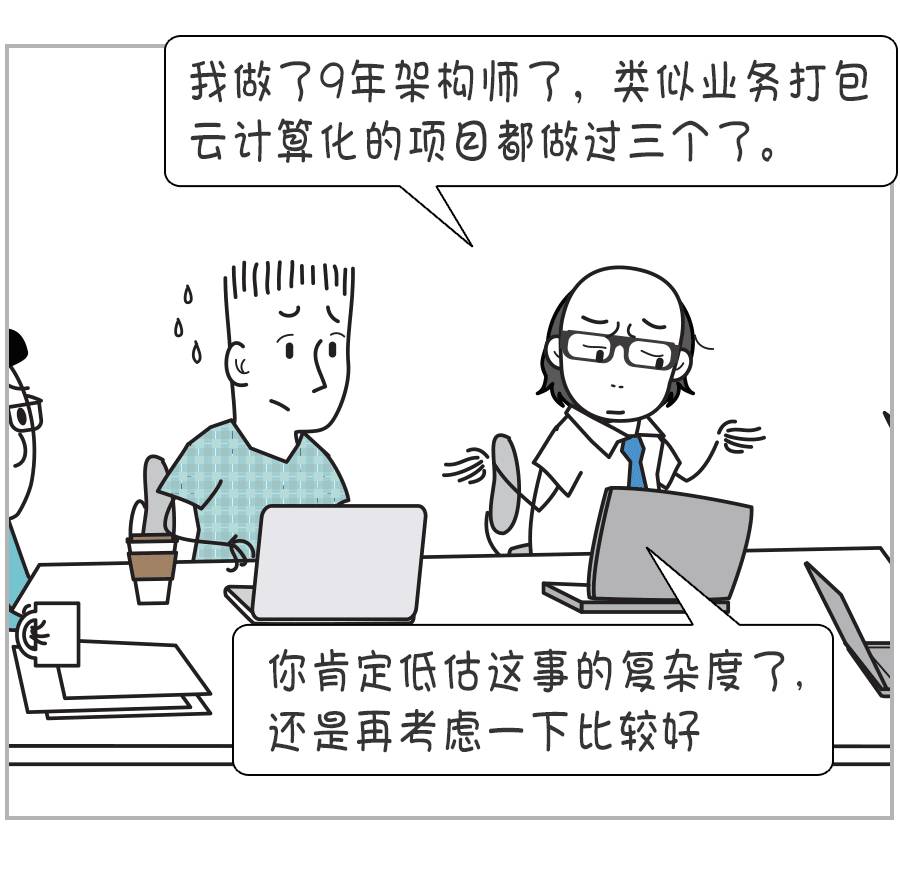 我做了9年架构师了，类似业务打包
云计算化的项目都做过三个了。
你肯定低估这事的复杂度了,
还是再考虑一下比较好